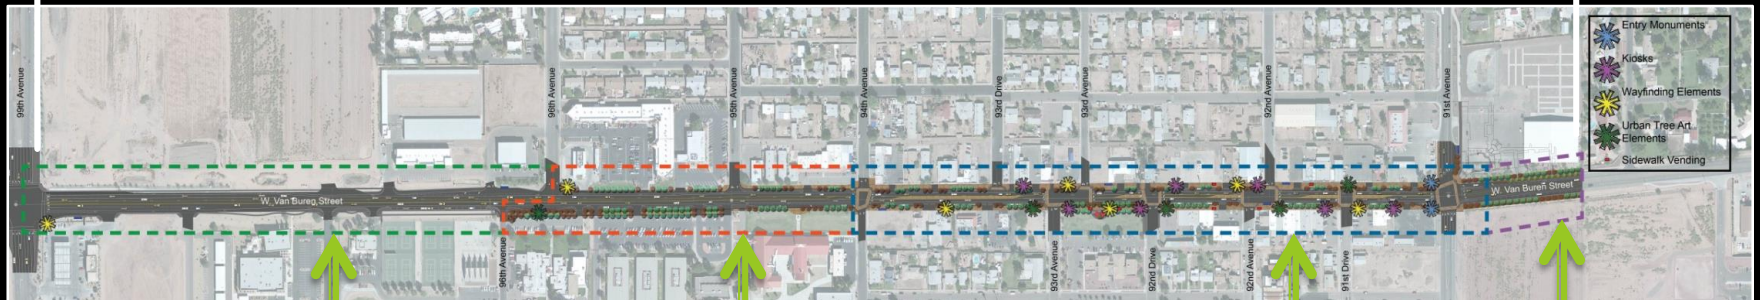 Entry Monuments
Kiosks
Wayfinding Elements
Urban Tree Art
Elements
Sidewalk Vending
99th Avenue
96th Avenue
95th Avenue
94th Avenue
93rd Drive
93rd Avenue
92nd Avenue
91st Avenue
W. Van Buren Street
W. Van Buren Street
96th Avenue
93rd Avenue
92nd Drive
92nd Avenue
91st Drive